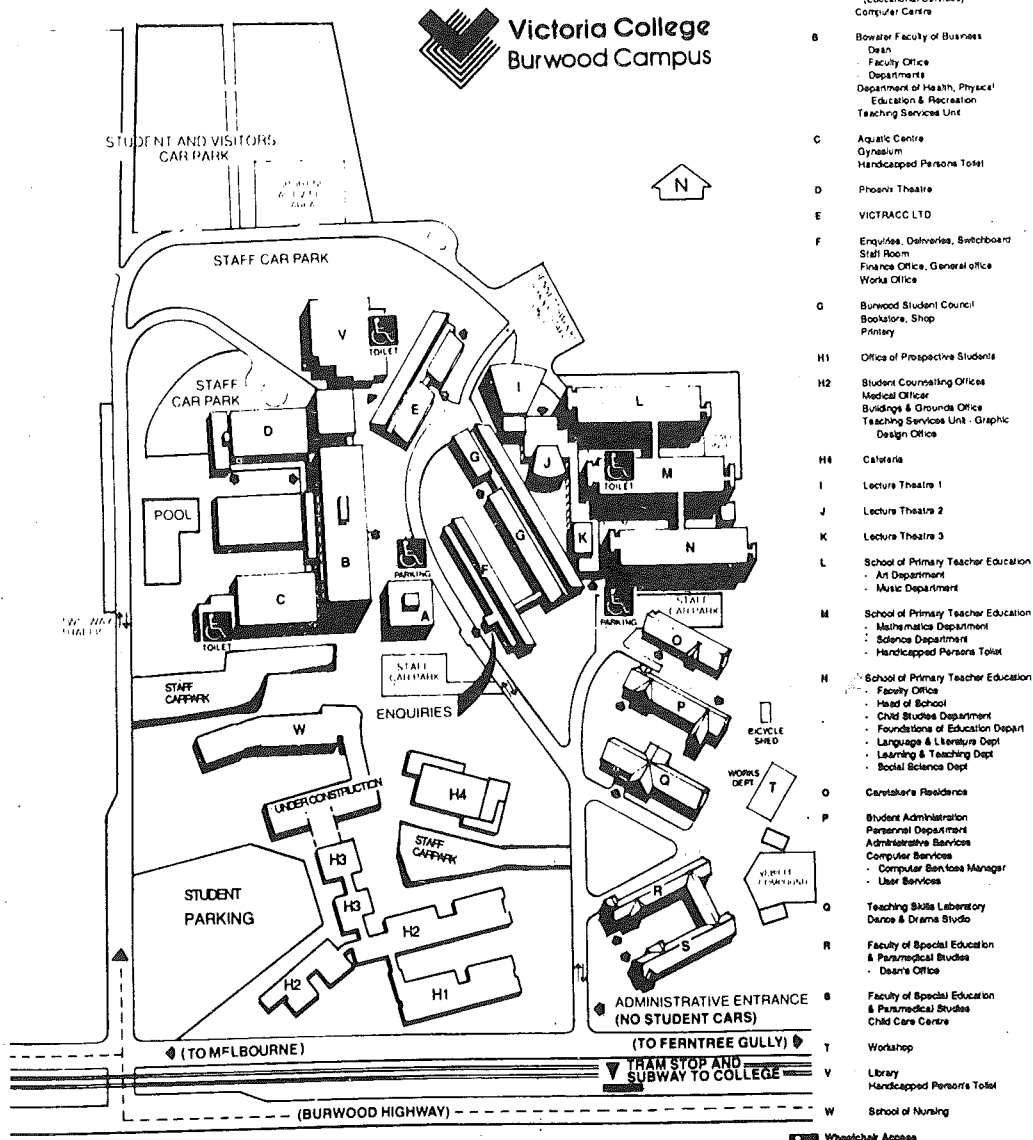 Victoria College
Burwood Campus
STUDENT AND VISITORS
CAR PARK
N
STAFF CAR PARK
V
TOILET
STAFF
CAR PARK
E
I
L
D
G
J
M
TOILET
POOL
G
K
N
B
PARKING
F
C
A
TOILET
PARKING
STAFF
CAR PARK
O
STAFF
CAR PARK
STAFF
CARPARK
ENQUIRIES
P
BICYCLE
SHED
W
Q
WORKS
DEPT
T
UNDER CONSTRUCTION
H4
H3
STAFF
CARPARK
VEHICLE
COMPOUND
STUDENT
PARKING
H3
R
H2
S
H2
H1
ADMINISTRATIVE ENTRANCE
(NO STUDENT CARS)
(TO MELBOURNE)
(TO FERNTREE GULLY)
TRAM STOP AND
SUBWAY TO COLLEGE
(BURWOOD HIGHWAY)
(Educational Services)
Computer Centre
B Bowater Faculty of Business
Dean
- Faculty Office
- Departments
Department of Health, Physical
Education & Recreation
Teaching Services Unit
C Aquatic Centre
Gynasium
Handicapped Persons Toilet
D Phoenix Theatre
E VICTRACC LTD
F Enquiries, Deliveries, Switchboard
Staff Room
Finance Office, General office
Works Office
G Burwood Student Council
Bookstore, Shop
Printery
H1 Office of Prospective Students
H2 Student Counselling Offices
Medical Officer
Buildings & Grounds Office
Teaching Services Unit - Graphic
Design Office
H4 Cafeteria
I Lecture Theatre 1
J Lecture Theatre 2
K Lecture Theatre 3
L School of Primary Teacher Education
- Art Department
- Music Department
M School of Primary Teacher Education
- Mathematics Department
- Science Department
- Handicapped Persons Toilet
N School of Primary Teacher Education
- Faculty Office
- Head of School
- Child Studies Department
- Foundations of Education Depart
- Language & Literature Dept
- Learning & Teaching Dept
- Social Science Dept
O Caretaker's Residence
P Student Administration
Personnel Department
Administrative Services
Computer Services
- Computer Services Manager
- User Services
Q Teaching Skills Laboratory
Dance & Drama Studio
R Faculty of Special Education
& Paramedical Studies
- Dean's Office
S Faculty of Special Education
& Paramedical Studies
Child Care Centre
T Workshop
V Library
Handicapped Person's Toilet
W School of Nursing
Wheelchair Access